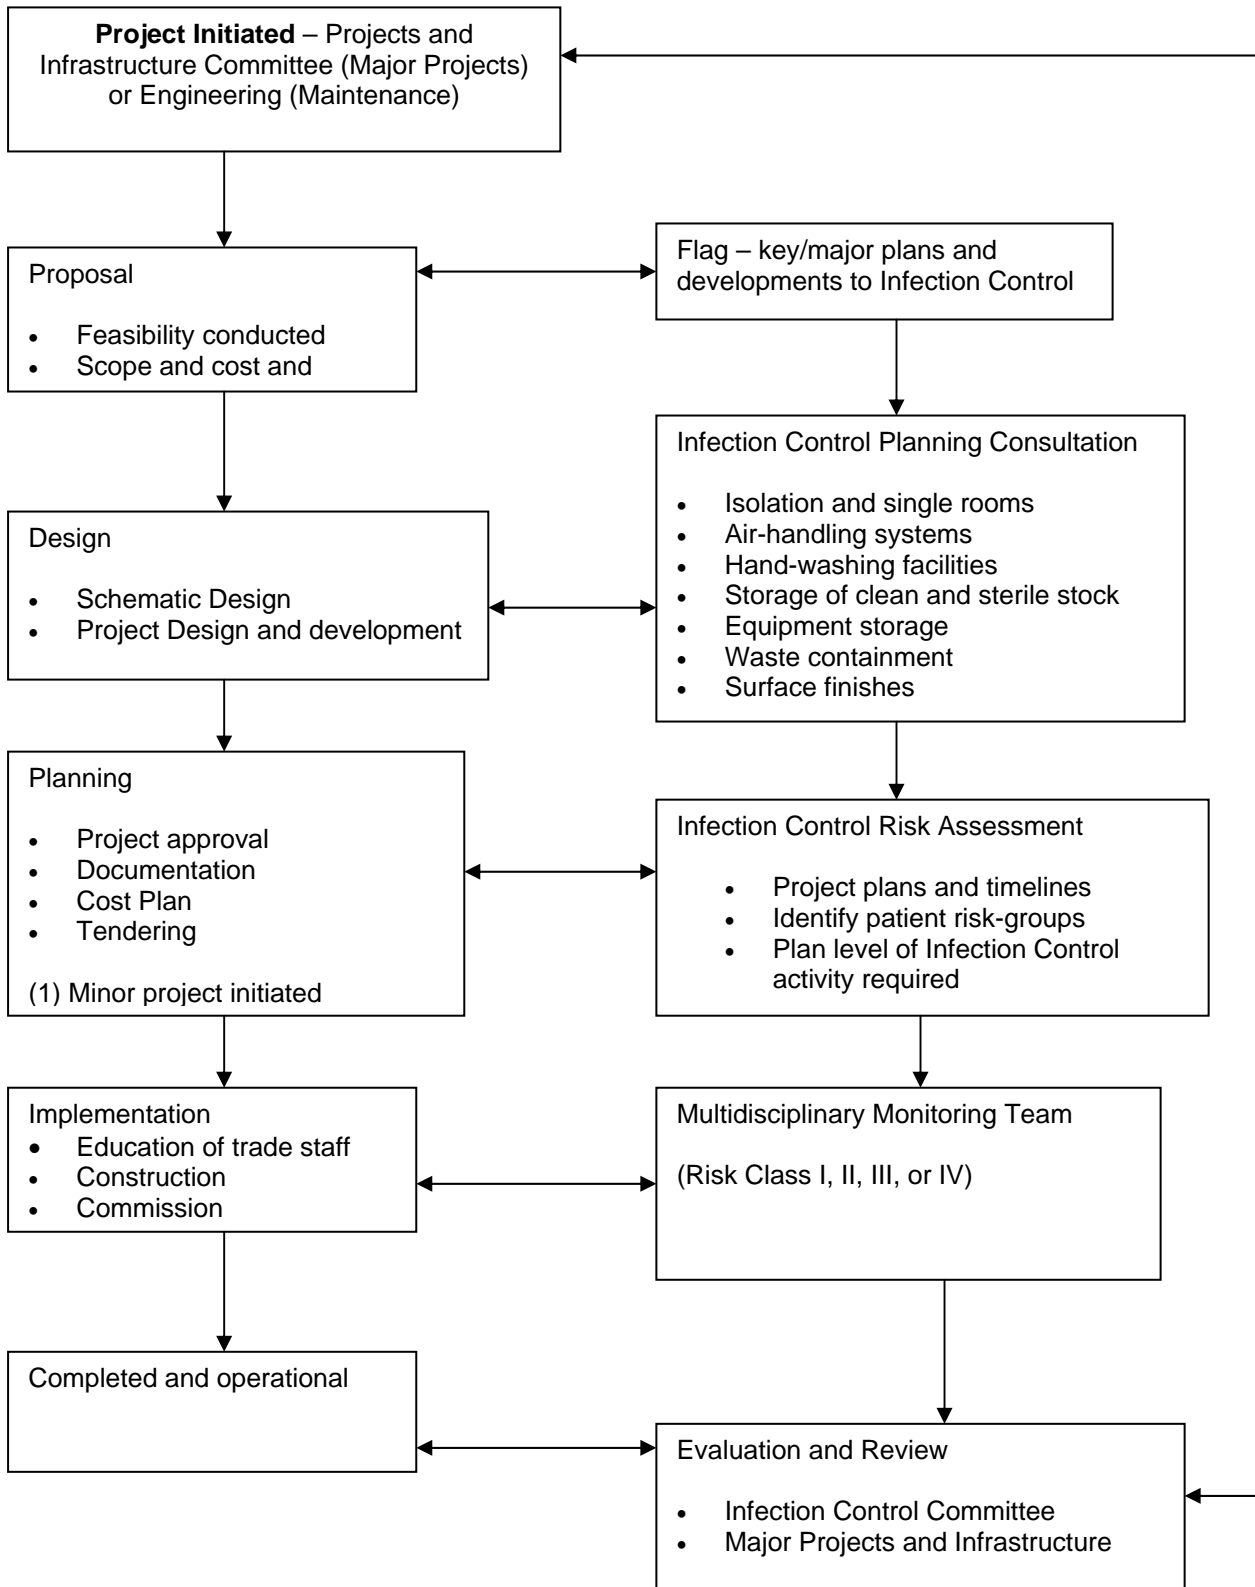 Project Initiated – Projects and
Infrastructure Committee (Major Projects)
or Engineering (Maintenance)
Proposal
• Feasibility conducted
• Scope and cost and
Flag – key/major plans and
developments to Infection Control
Infection Control Planning Consultation
• Isolation and single rooms
• Air-handling systems
• Hand-washing facilities
• Storage of clean and sterile stock
• Equipment storage
• Waste containment
• Surface finishes
Design
• Schematic Design
• Project Design and development
Planning
• Project approval
• Documentation
• Cost Plan
• Tendering
(1) Minor project initiated
Infection Control Risk Assessment
• Project plans and timelines
• Identify patient risk-groups
• Plan level of Infection Control
activity required
Implementation
• Education of trade staff
• Construction
• Commission
Multidisciplinary Monitoring Team
(Risk Class I, II, III, or IV)
Completed and operational
Evaluation and Review
• Infection Control Committee
• Major Projects and Infrastructure